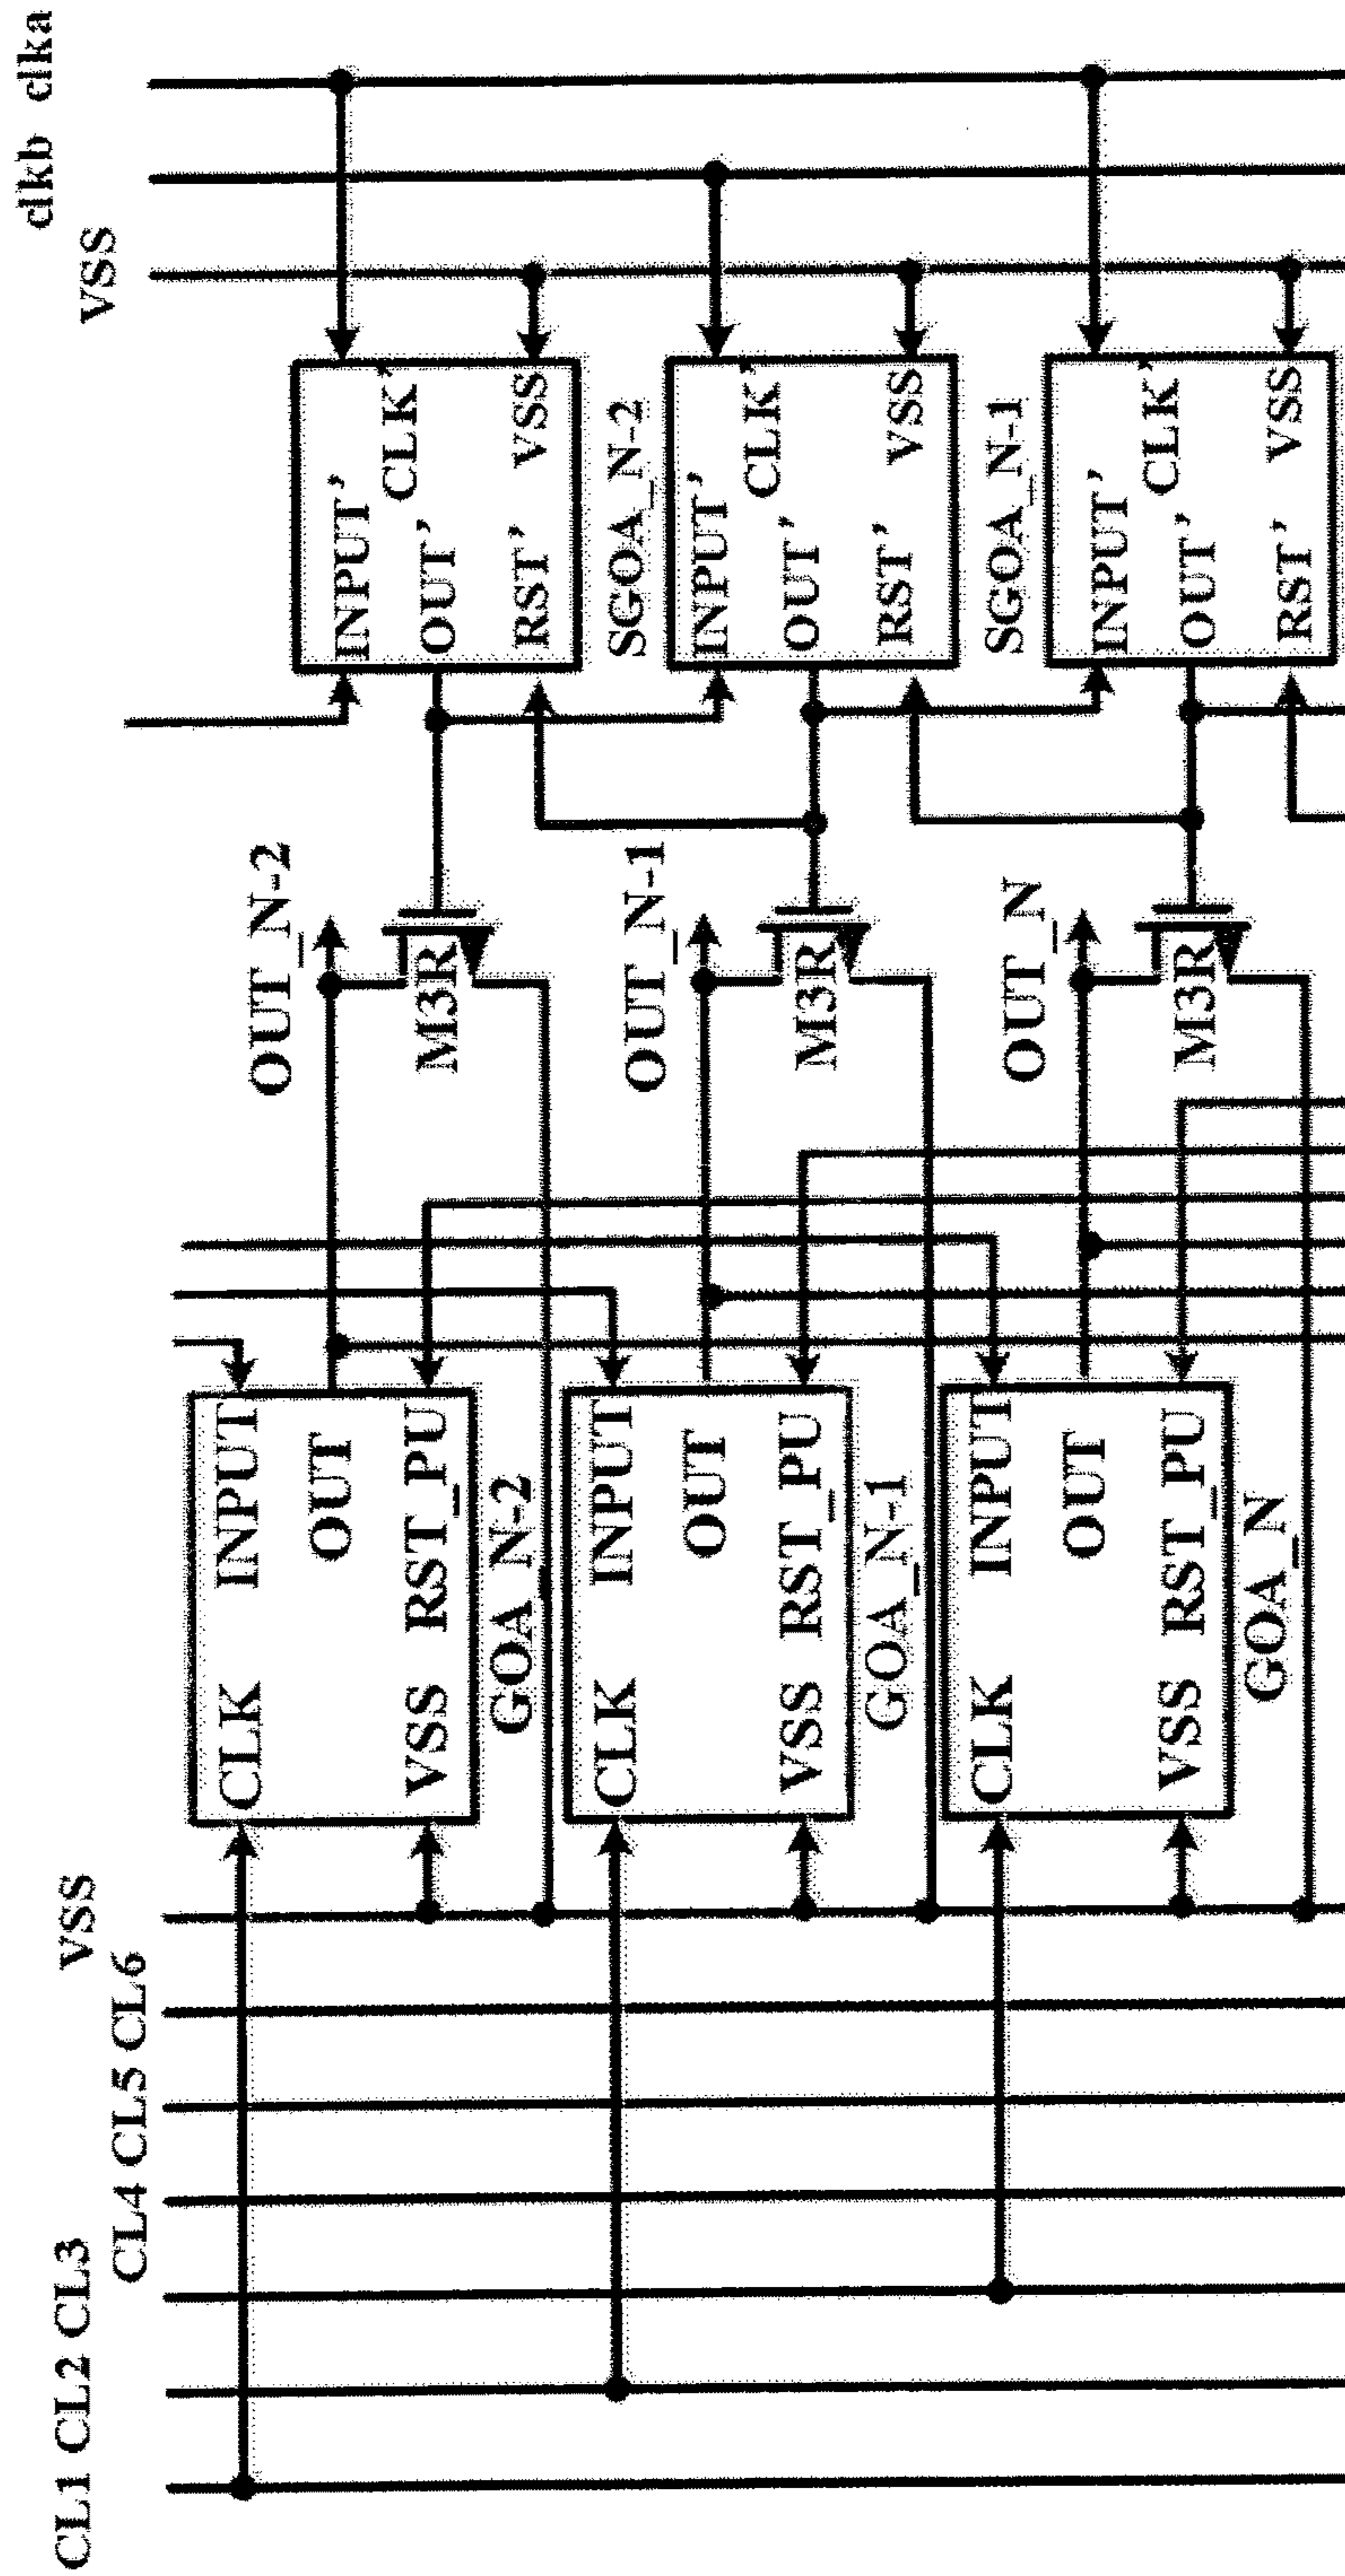 CL1 CL2 CL3
CL4 CL5 CL6
VSS
VSS
clkb clka
CLK INPUT
OUT
VSS RST_PU
GOA_N-2
OUT_N-2
M3R
INPUT'
CLK'
OUT'
RST' VSS
SGOA_N-2
CLK INPUT
OUT
VSS RST_PU
GOA_N-1
OUT_N-1
M3R
INPUT'
CLK'
OUT'
RST' VSS
SGOA_N-1
CLK INPUT
OUT
VSS RST_PU
GOA_N
OUT_N
M3R
INPUT'
CLK'
OUT'
RST' VSS